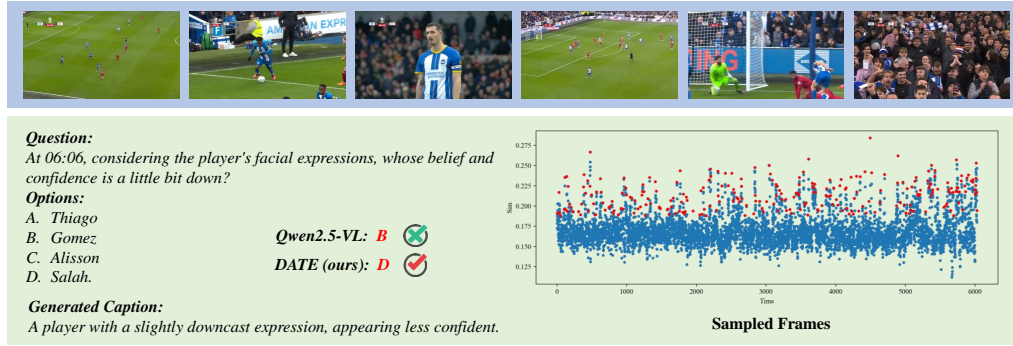 AMERICAN EXPR
ING
Question:
At 06:06, considering the player's facial expressions, whose belief and
confidence is a little bit down?
Options:
A. Thiago
B. Gomez
C. Alisson
D. Salah.
Qwen2.5-VL: B
DATE (ours): D
Generated Caption:
A player with a slightly downcast expression, appearing less confident.
0.275
0.250
0.225
0.200
0.175
0.150
0.125
Sim
0
1000
2000
3000
4000
5000
6000
Time
Sampled Frames